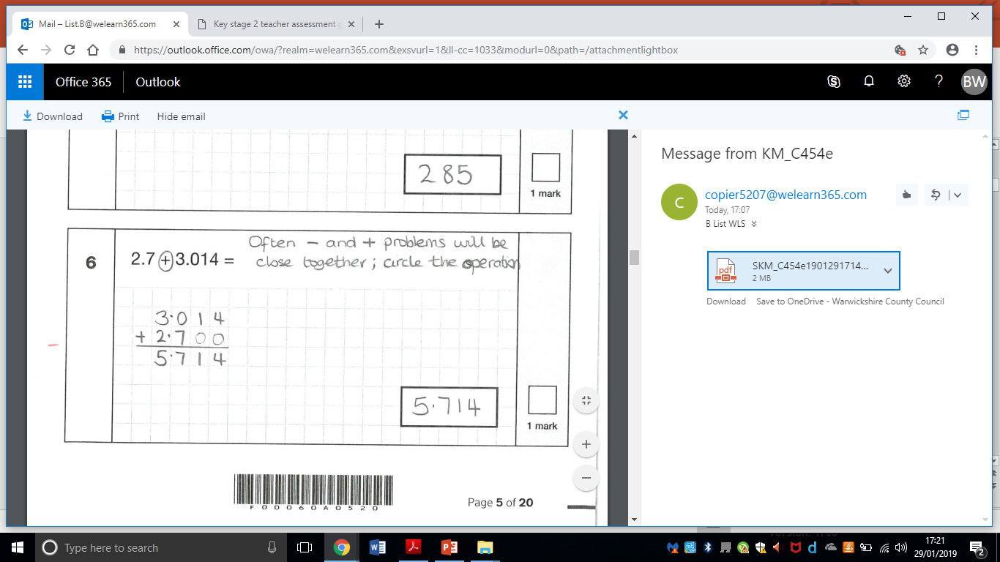 Mail – List.B@welearn365.com
Key stage 2 teacher assessment g
https://outlook.office.com/owa/?realm=welearn365.com&exsvurl=1&ll-cc=1033&modurl=0&path=/attachmentlightbox
Office 365
Outlook
?
BW
Download
Print
Hide email
285
1 mark
6
2.7 + 3.014 =
Often - and + problems will be
close together; circle the operation
3.014
+ 2.700
5.714
5.714
1 mark
F00060A0520
Page 5 of 20
Message from KM_C454e
C
copier5207@welearn365.com
Today, 17:07
B List WLS
pdf
SKM_C454e1901291714...
2 MB
Download
Save to OneDrive - Warwickshire County Council
Type here to search
17:21
29/01/2019
2